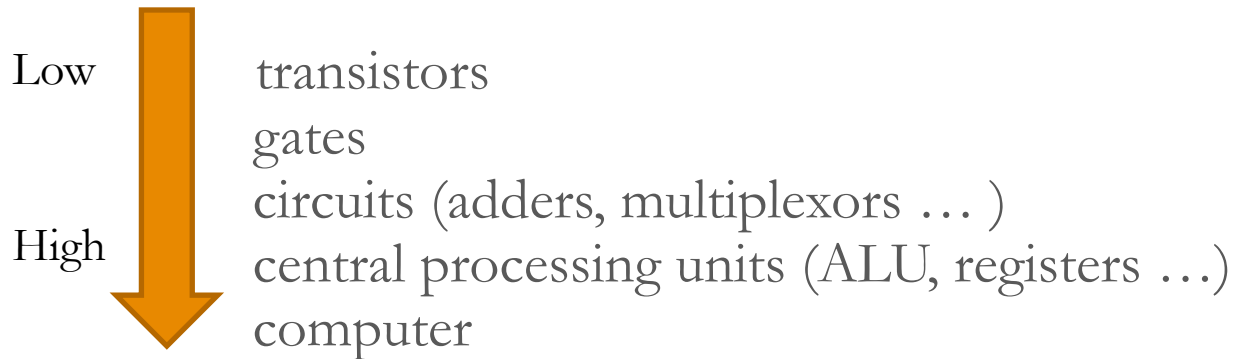 Low
transistors
gates
circuits (adders, multiplexors … )
High
central processing units (ALU, registers …)
computer